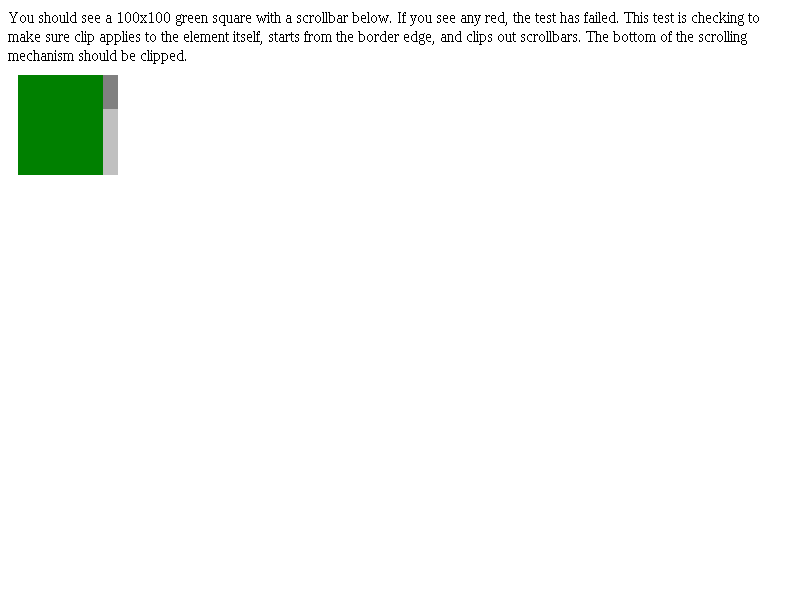 You should see a 100x100 green square with a scrollbar below. If you see any red, the test has failed. This test is checking to
make sure clip applies to the element itself, starts from the border edge, and clips out scrollbars. The bottom of the scrolling
mechanism should be clipped.